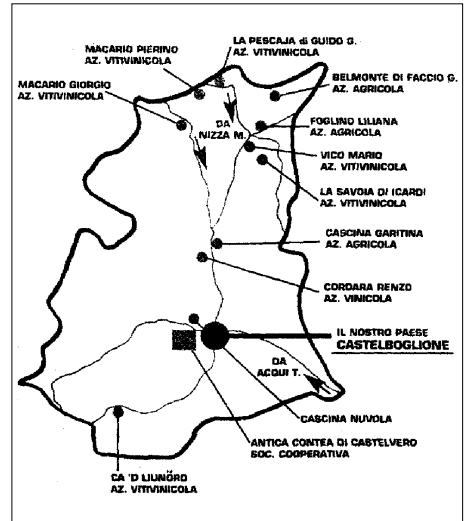 LA PESCAJA di GUIDO G.
AZ. VITIVINICOLA
MACARIO PIERINO
AZ. VITIVINICOLA
MACARIO GIORGIO
AZ. VITIVINICOLA
BELMONTE DI FACCIO G.
AZ. AGRICOLA
DA
NIZZA M.
FOGLINO LILIANA
AZ. AGRICOLA
VICO MARIO
AZ. VITIVINICOLA
LA SAVOIA DI ICARDI
AZ. VITIVINICOLA
CASCINA GARITINA
AZ. AGRICOLA
CORDARA RENZO
AZ. VINICOLA
IL NOSTRO PAESE
CASTELBOGLIONE
DA
ACQUI T.
CASCINA NUVOLA
ANTICA CONTEA DI CASTELVERO
SOC. COOPERATIVA
CA 'D LIUNÖRD
AZ. VITIVINICOLA